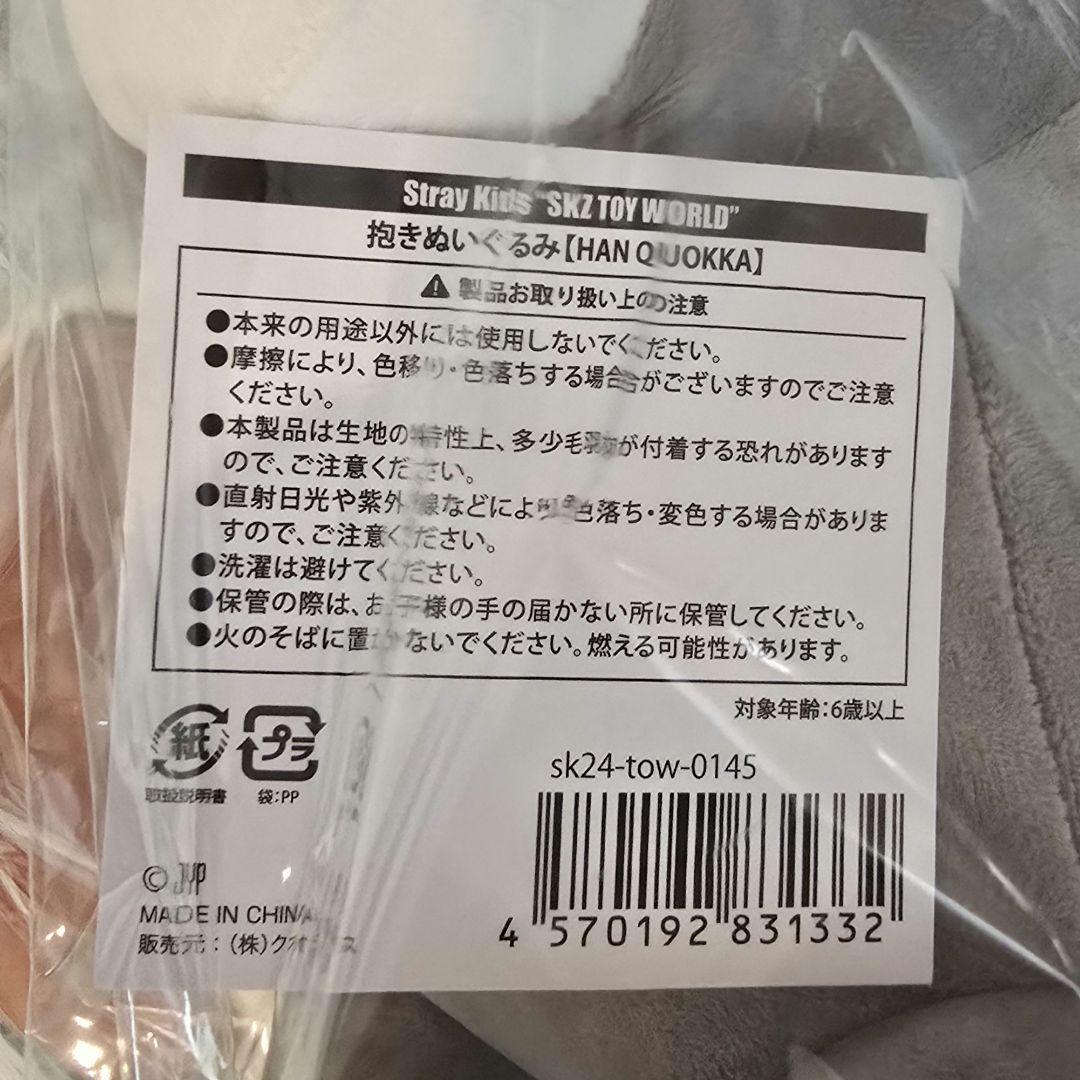 Stray Kids "SKZ TOY WORLD"
抱きぬいぐるみ【HAN QUOKKA】
製品お取り扱い上の注意
●本来の用途以外には使用しないでください。
●摩擦により、色移り・色落ちする場合がございますのでご注意
ください。
●本製品は生地の特性上、多少毛羽が付着する恐れがあります
ので、ご注意ください。
●直射日光や紫外線などにより色落ち・変色する場合がありま
すので、ご注意ください。
●洗濯は避けてください。
●保管の際は、お子様の手の届かない所に保管してください。
●火のそばに置かないでください。燃える可能性があります。
対象年齢：6歳以上
紙
プラ
取扱説明書
袋：PP
sk24-tow-0145
4 570192 831332
© JYP
MADE IN CHINA
販売元：（株）